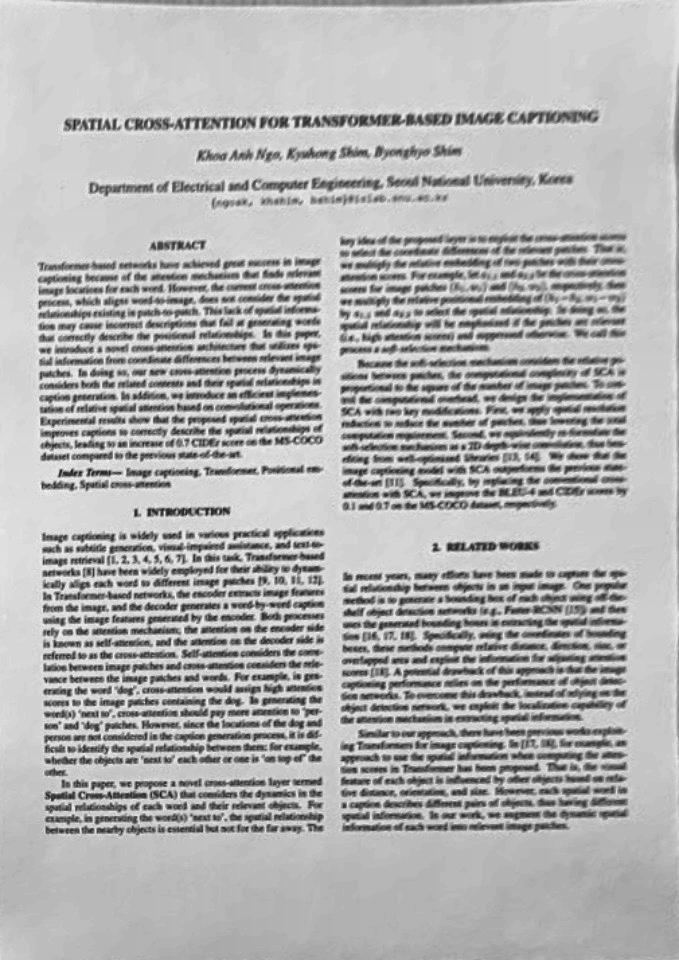 SPATIAL CROSS-ATTENTION FOR TRANSFORMER-BASED IMAGE CAPTIONING
Khoa Anh Ngo, Kyuhong Shim, Byonghyo Shim
Department of Electrical and Computer Engineering, Seoul National University, Korea
{ngoak, khshim, bshim}@islab.snu.ac.kr
ABSTRACT
Transformer-based networks have achieved great success in image
captioning because of the attention mechanism that finds relevant
image locations for each word. However, the current cross-attention
process, which aligns word-to-image, does not consider the spatial
relationships existing in patch-to-patch. This lack of spatial informa-
tion may cause incorrect descriptions that fail at generating words
that correctly describe the positional relationships. In this paper,
we introduce a novel cross-attention architecture that utilizes spa-
tial information from coordinate differences between relevant image
patches. In doing so, our new cross-attention process dynamically
considers both the related contents and their spatial relationships in
caption generation. In addition, we introduce an efficient implemen-
tation of relative spatial attention based on convolutional operations.
Experimental results show that the proposed spatial cross-attention
improves captions to correctly describe the spatial relationships of
objects, leading to an increase of 0.7 CIDEr score on the MS-COCO
dataset compared to the previous state-of-the-art.
Index Terms— Image captioning, Transformer, Positional em-
bedding, Spatial cross-attention
1. INTRODUCTION
Image captioning is widely used in various practical applications
such as subtitle generation, visual-impaired assistance, and text-to-
image retrieval [1, 2, 3, 4, 5, 6, 7]. In this task, Transformer-based
networks [8] have been widely employed for their ability to dynam-
ically align each word to different image patches [9, 10, 11, 12].
In Transformer-based networks, the encoder extracts image features
from the image, and the decoder generates a word-by-word caption
using the image features generated by the encoder. Both processes
rely on the attention mechanism; the attention on the encoder side
is known as self-attention, and the attention on the decoder side is
referred to as the cross-attention. Self-attention considers the corre-
lation between image patches and cross-attention considers the rele-
vance between the image patches and words. For example, in gen-
erating the word 'dog', cross-attention would assign high attention
scores to the image patches containing the dog. In generating the
word(s) 'next to', cross-attention should pay more attention to 'per-
son' and 'dog' patches. However, since the locations of the dog and
person are not considered in the caption generation process, it is dif-
ficult to identify the spatial relationship between them; for example,
whether the objects are 'next to' each other or one is 'on top of' the
other.
In this paper, we propose a novel cross-attention layer termed
Spatial Cross-Attention (SCA) that considers the dynamics in the
spatial relationships of each word and their relevant objects. For
example, in generating the word(s) 'next to', the spatial relationship
between the nearby objects is essential but not for the far away. The
key idea of the proposed layer is to exploit the cross-attention scores
to select the coordinate differences of the relevant patches. That is,
we multiply the relative embedding of two patches with their cross-
attention scores. For example, let and be the cross-attention
scores for image patches and respectively, then
we multiply the relative positional embedding of
by and to select the spatial relationship. In doing so, the
spatial relationship will be emphasized if the patches are relevant
(i.e., high attention scores) and suppressed otherwise. We call this
process a soft-selection mechanism.
Because the soft-selection mechanism considers the relative po-
sitions between patches, the computational complexity of SCA is
proportional to the square of the number of image patches. To con-
trol the computational overhead, we design the implementation of
SCA with two key modifications. First, we apply spatial resolution
reduction to reduce the number of patches, thus lowering the total
computation requirement. Second, we equivalently re-formulate the
soft-selection mechanism as a 2D depth-wise convolution, thus ben-
efiting from well-optimized libraries [13, 14]. We show that the
image captioning model with SCA outperforms the previous state-
of-the-art [11]. Specifically, by replacing the conventional cross-
attention with SCA, we improve the BLEU-4 and CIDEr scores by
0.1 and 0.7 on the MS-COCO dataset, respectively.
2. RELATED WORKS
In recent years, many efforts have been made to capture the spa-
tial relationship between objects in an input image. One popular
method is to generate a bounding box of each object using off-the-
shelf object detection networks (e.g., Faster-RCNN [15]) and then
uses the generated bounding boxes in extracting the spatial informa-
tion [16, 17, 18]. Specifically, using the coordinates of bounding
boxes, these methods compute relative distance, direction, size, or
overlapped area and exploit the information for adjusting attention
scores [18]. A potential drawback of this approach is that the image
captioning performance relies on the performance of object detec-
tion networks. To overcome this drawback, instead of relying on the
object detection network, we exploit the localization capability of
the attention mechanism in extracting spatial information.
Similar to our approach, there have been previous works exploit-
ing Transformers for image captioning. In [17, 18], for example, an
approach to use the spatial information when computing the atten-
tion scores in Transformer has been proposed. That is, the visual
feature of each object is influenced by other objects based on rela-
tive distance, orientation, and size. However, each spatial word in
a caption describes different pairs of objects, thus having different
spatial information. In our work, we augment the dynamic spatial
information of each word into relevant image patches.